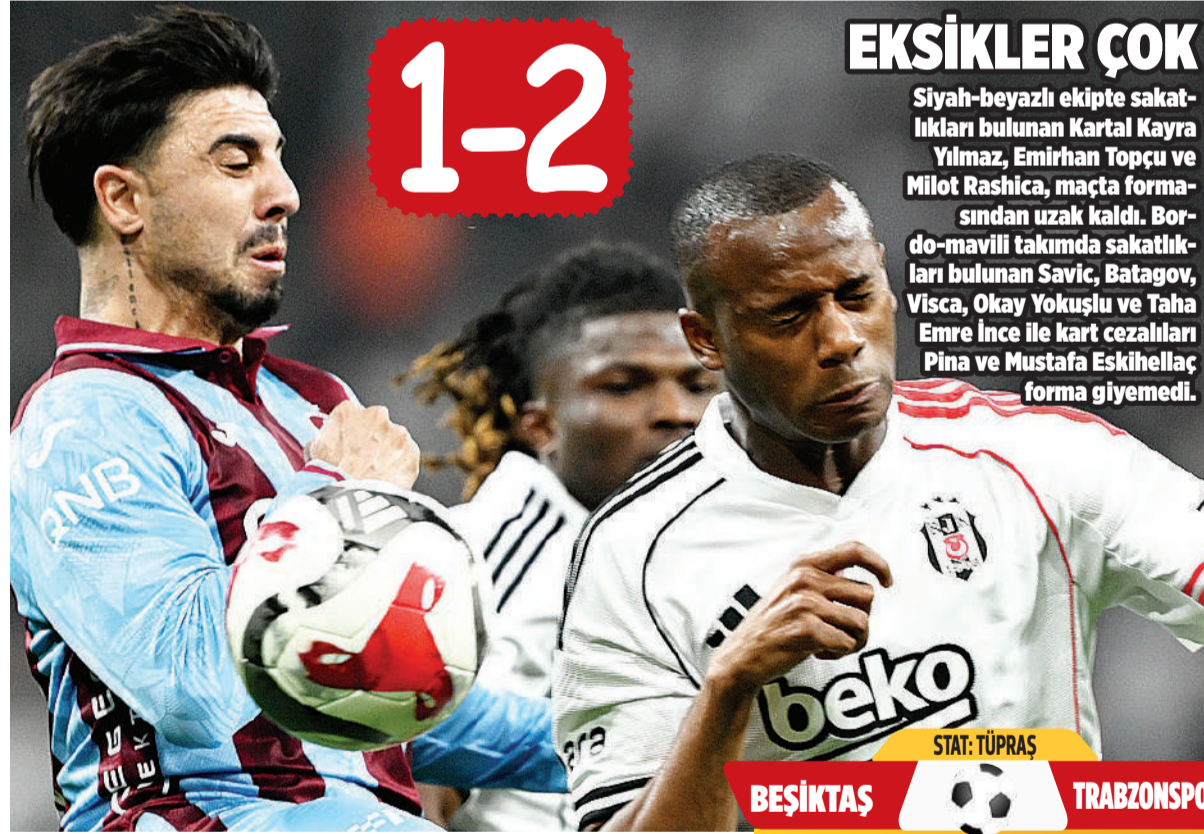 1-2
EKSİKLER ÇOK
Siyah-beyazlı ekipte sakat-
lıkları bulunan Kartal Kayra
Yılmaz, Emirhan Topçu ve
Milot Rashica, maçta forma-
sından uzak kaldı. Bor-
do-mavili takımda sakatlık-
ları bulunan Savic, Batagov,
Visca, Okay Yokuşlu ve Taha
Emre İnce ile kart cezalıları
Pina ve Mustafa Eskihellaç
forma giyemedi.
beko
STAT: TÜPRAŞ
BEŞİKTAŞ
TRABZONSPO